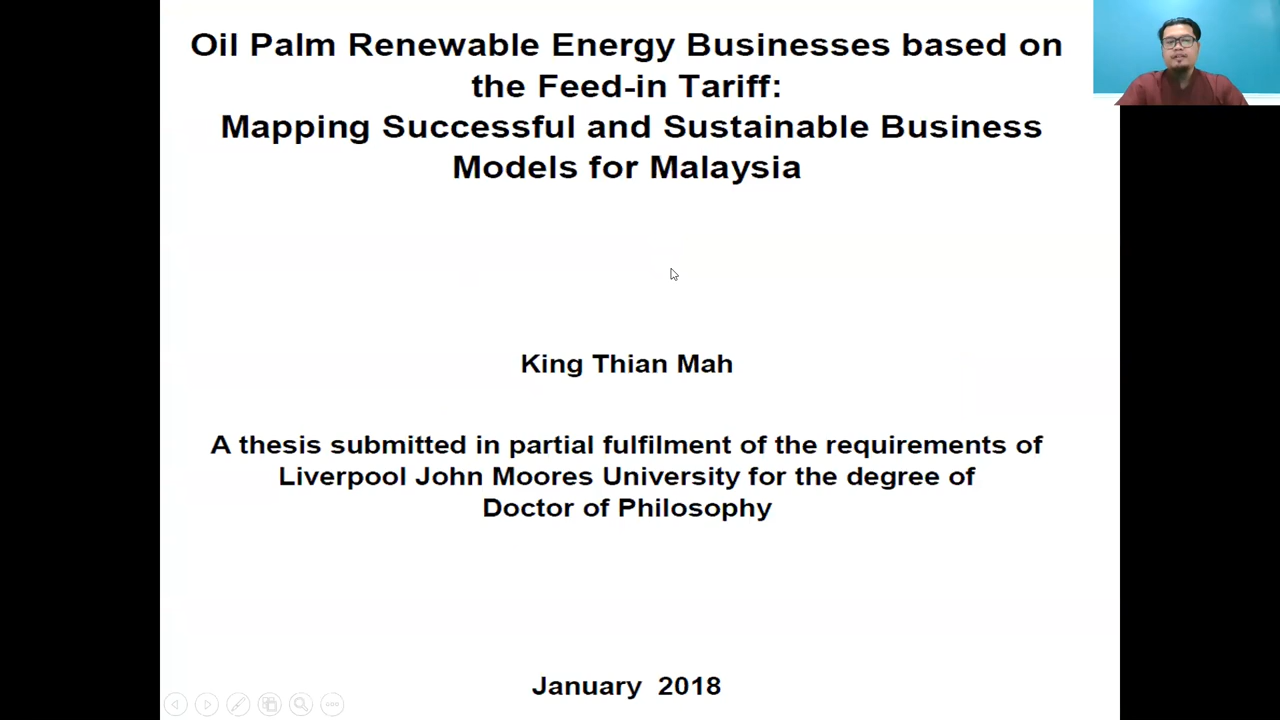 Oil Palm Renewable Energy Businesses based on
the Feed-in Tariff:
Mapping Successful and Sustainable Business
Models for Malaysia
King Thian Mah
A thesis submitted in partial fulfilment of the requirements of
Liverpool John Moores University for the degree of
Doctor of Philosophy
January 2018